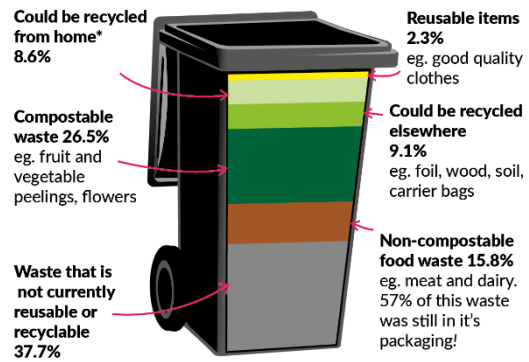 Could be recycled
from home*
8.6%
Reusable items
2.3%
eg. good quality
clothes
Compostable
waste 26.5%
eg. fruit and
vegetable
peelings, flowers
Could be recycled
elsewhere
9.1%
eg. foil, wood, soil,
carrier bags
Waste that is
not currently
reusable or
recyclable
37.7%
Non-compostable
food waste 15.8%
eg. meat and dairy.
57% of this waste
was still in it's
packaging!